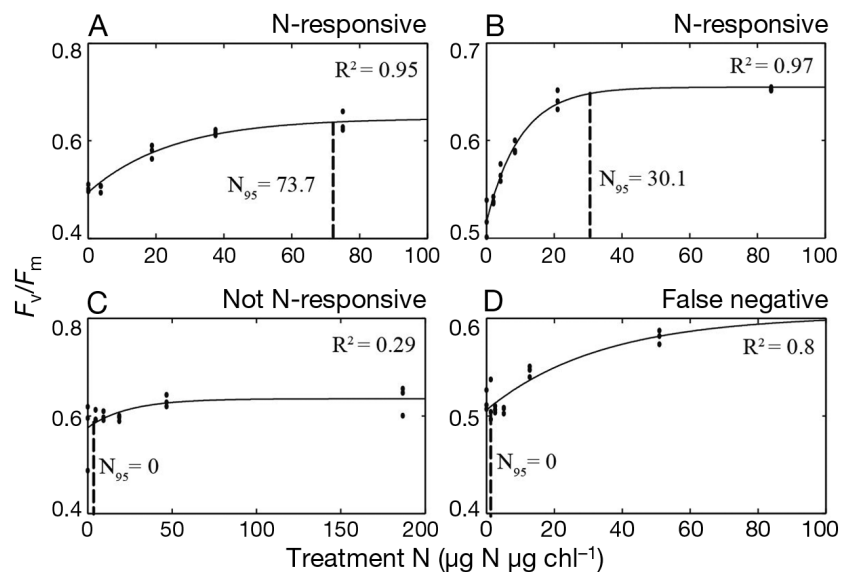 A N-responsive
0.8
R² = 0.95
0.6
N₉₅ = 73.7
0.4
0 20 40 60 80 100
B N-responsive
0.7
R² = 0.97
0.6
N₉₅ = 30.1
0.5
0 20 40 60 80 100
Fv/Fm
C Not N-responsive
0.8
R² = 0.29
0.6
N₉₅ = 0
0.4
0 50 100 150 200
D False negative
0.6
R² = 0.8
0.5
N₉₅ = 0
0.4
0 20 40 60 80 100
Treatment N (µg N µg chl⁻¹)